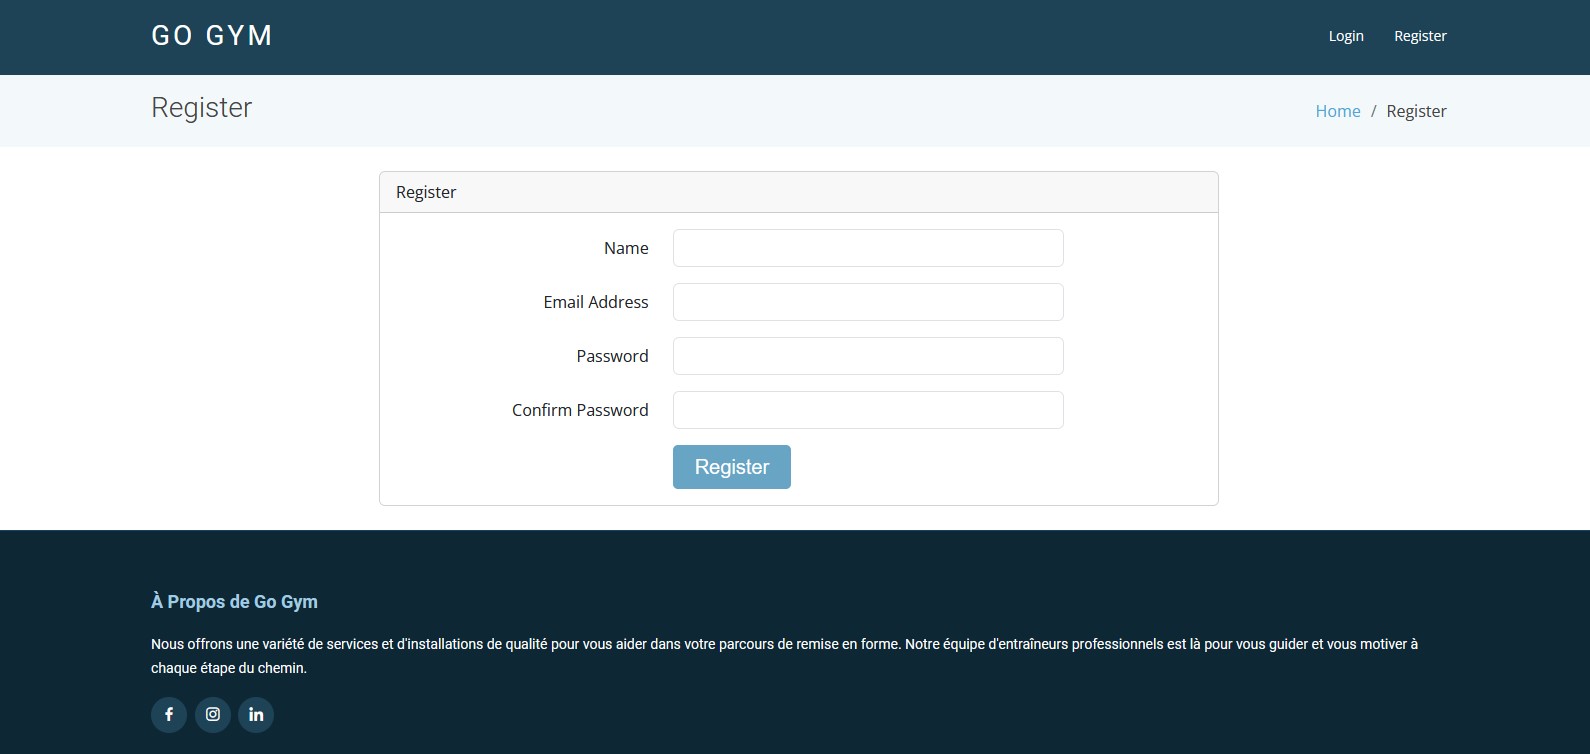 GO GYM
Login Register
Register
Home / Register
Register
Name
Email Address
Password
Confirm Password
Register
À Propos de Go Gym
Nous offrons une variété de services et d'installations de qualité pour vous aider dans votre parcours de remise en forme. Notre équipe d'entraîneurs professionnels est là pour vous guider et vous motiver à
chaque étape du chemin.